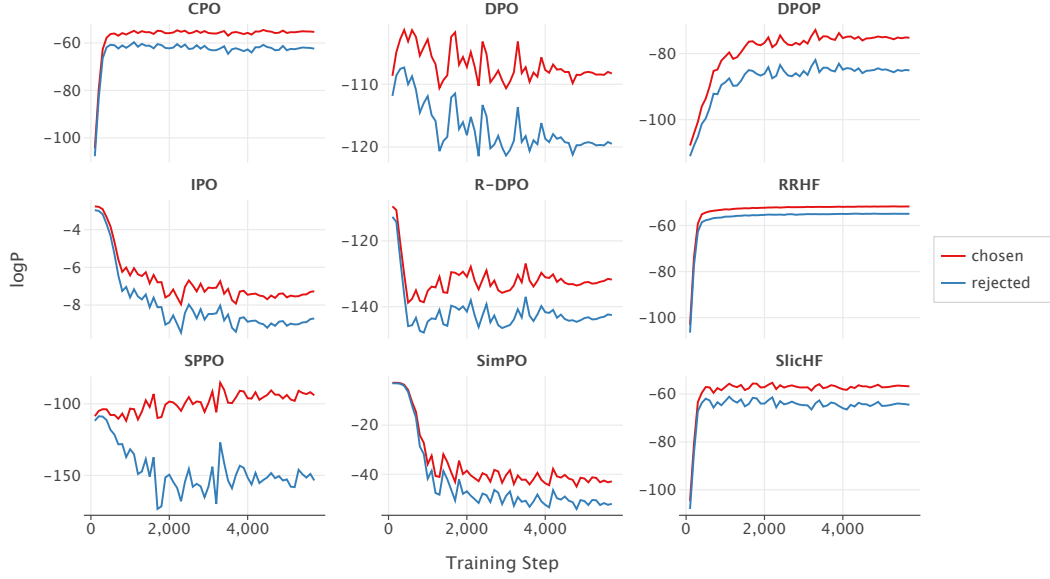 CPO
DPO
DPOP
−60
−80
−100
−110
−120
−80
−100
IPO
R−DPO
RRHF
−4
−6
−8
−120
−140
−60
−80
−100
logP
chosen
rejected
SPPO
SimPO
SlicHF
−100
−150
−20
−40
−60
−80
−100
0
2,000
4,000
0
2,000
4,000
0
2,000
4,000
Training Step